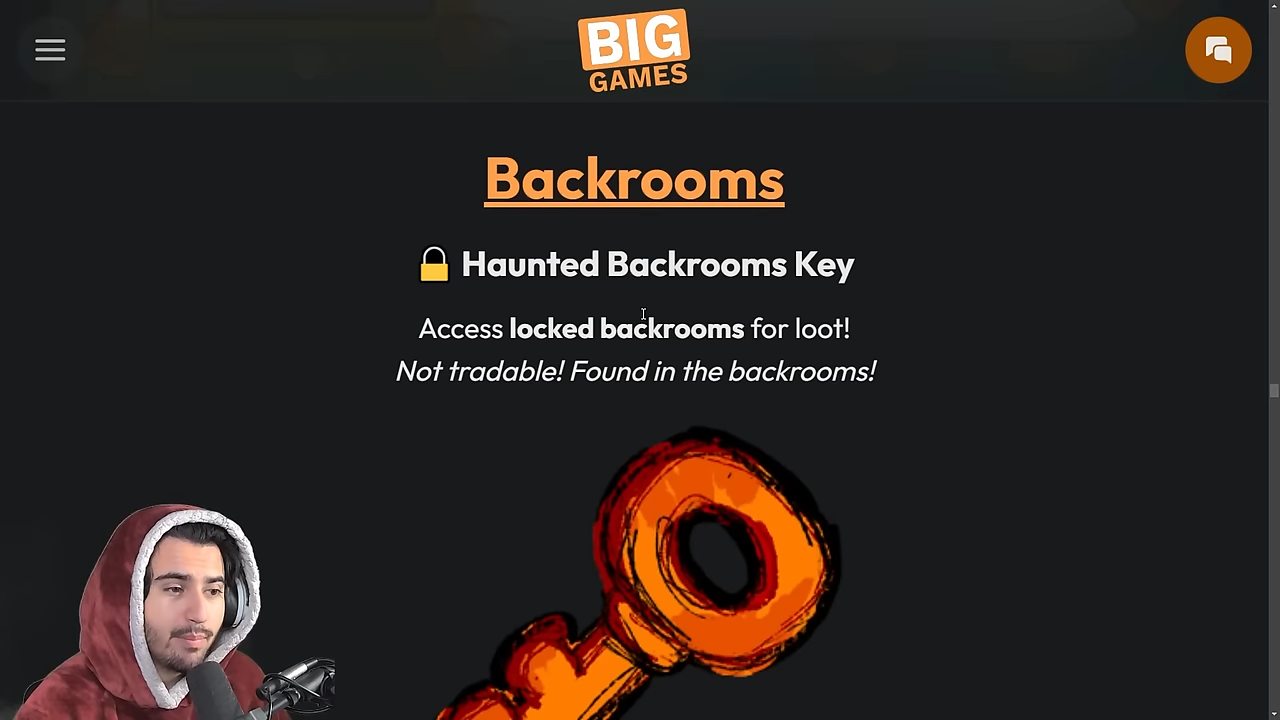 BIG
GAMES
Backrooms
🔒 Haunted Backrooms Key
Access locked backrooms for loot!
Not tradable! Found in the backrooms!